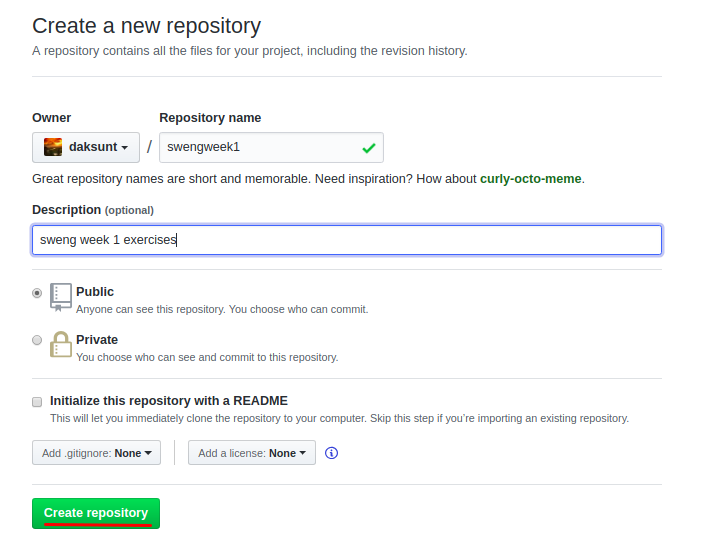 Create a new repository
A repository contains all the files for your project, including the revision history.
Owner
Repository name
daksunt / swengweek1
Great repository names are short and memorable. Need inspiration? How about curly-octo-meme.
Description (optional)
sweng week 1 exercises
Public
Anyone can see this repository. You choose who can commit.
Private
You choose who can see and commit to this repository.
Initialize this repository with a README
This will let you immediately clone the repository to your computer. Skip this step if you’re importing an existing repository.
Add .gitignore: None
Add a license: None
Create repository